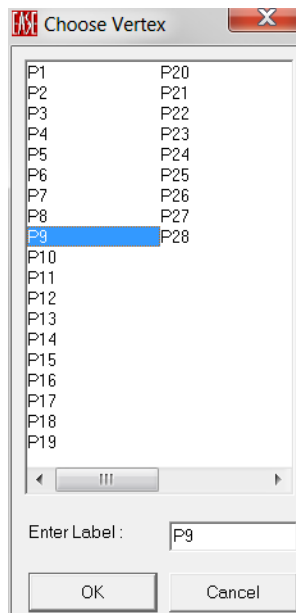 EASE Choose Vertex X
P1 P20
P2 P21
P3 P22
P4 P23
P5 P24
P6 P25
P7 P26
P8 P27
P9 P28
P10
P11
P12
P13
P14
P15
P16
P17
P18
P19
Enter Label : P9
OK Cancel